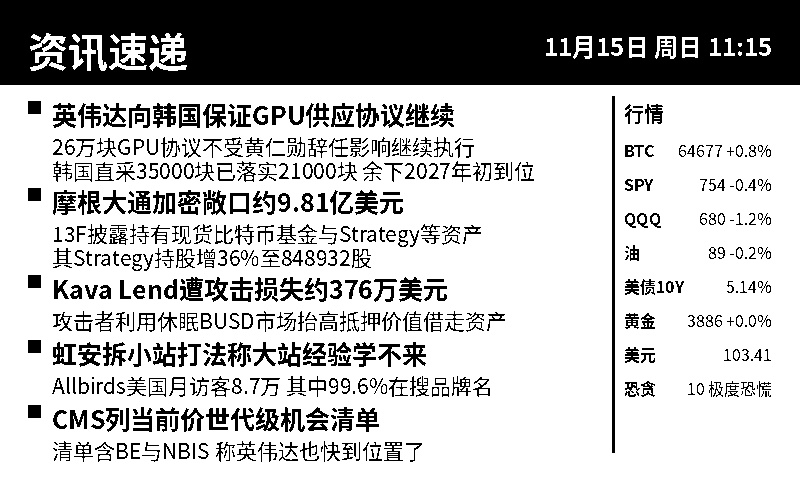 资讯速递
11月15日 周日 11:15
英伟达向韩国保证GPU供应协议继续
26万块GPU协议不受黄仁勋辞任影响继续执行
韩国直采35000块已落实21000块 余下2027年初到位
摩根大通加密敞口约9.81亿美元
13F披露持有现货比特币基金与Strategy等资产
其Strategy持股增36%至848932股
Kava Lend遭攻击损失约376万美元
攻击者利用休眠BUSD市场抬高抵押价值借走资产
虹安拆小站打法称大站经验学不来
Allbirds美国月访客8.7万 其中99.6%在搜品牌名
CMS列当前价世代级机会清单
清单含BE与NBIS 称英伟达也快到位置了
行情
BTC 64677 +0.8%
SPY 754 -0.4%
QQQ 680 -1.2%
油 89 -0.2%
美债10Y 5.14%
黄金 3886 +0.0%
美元 103.41
恐贪 10 极度恐慌